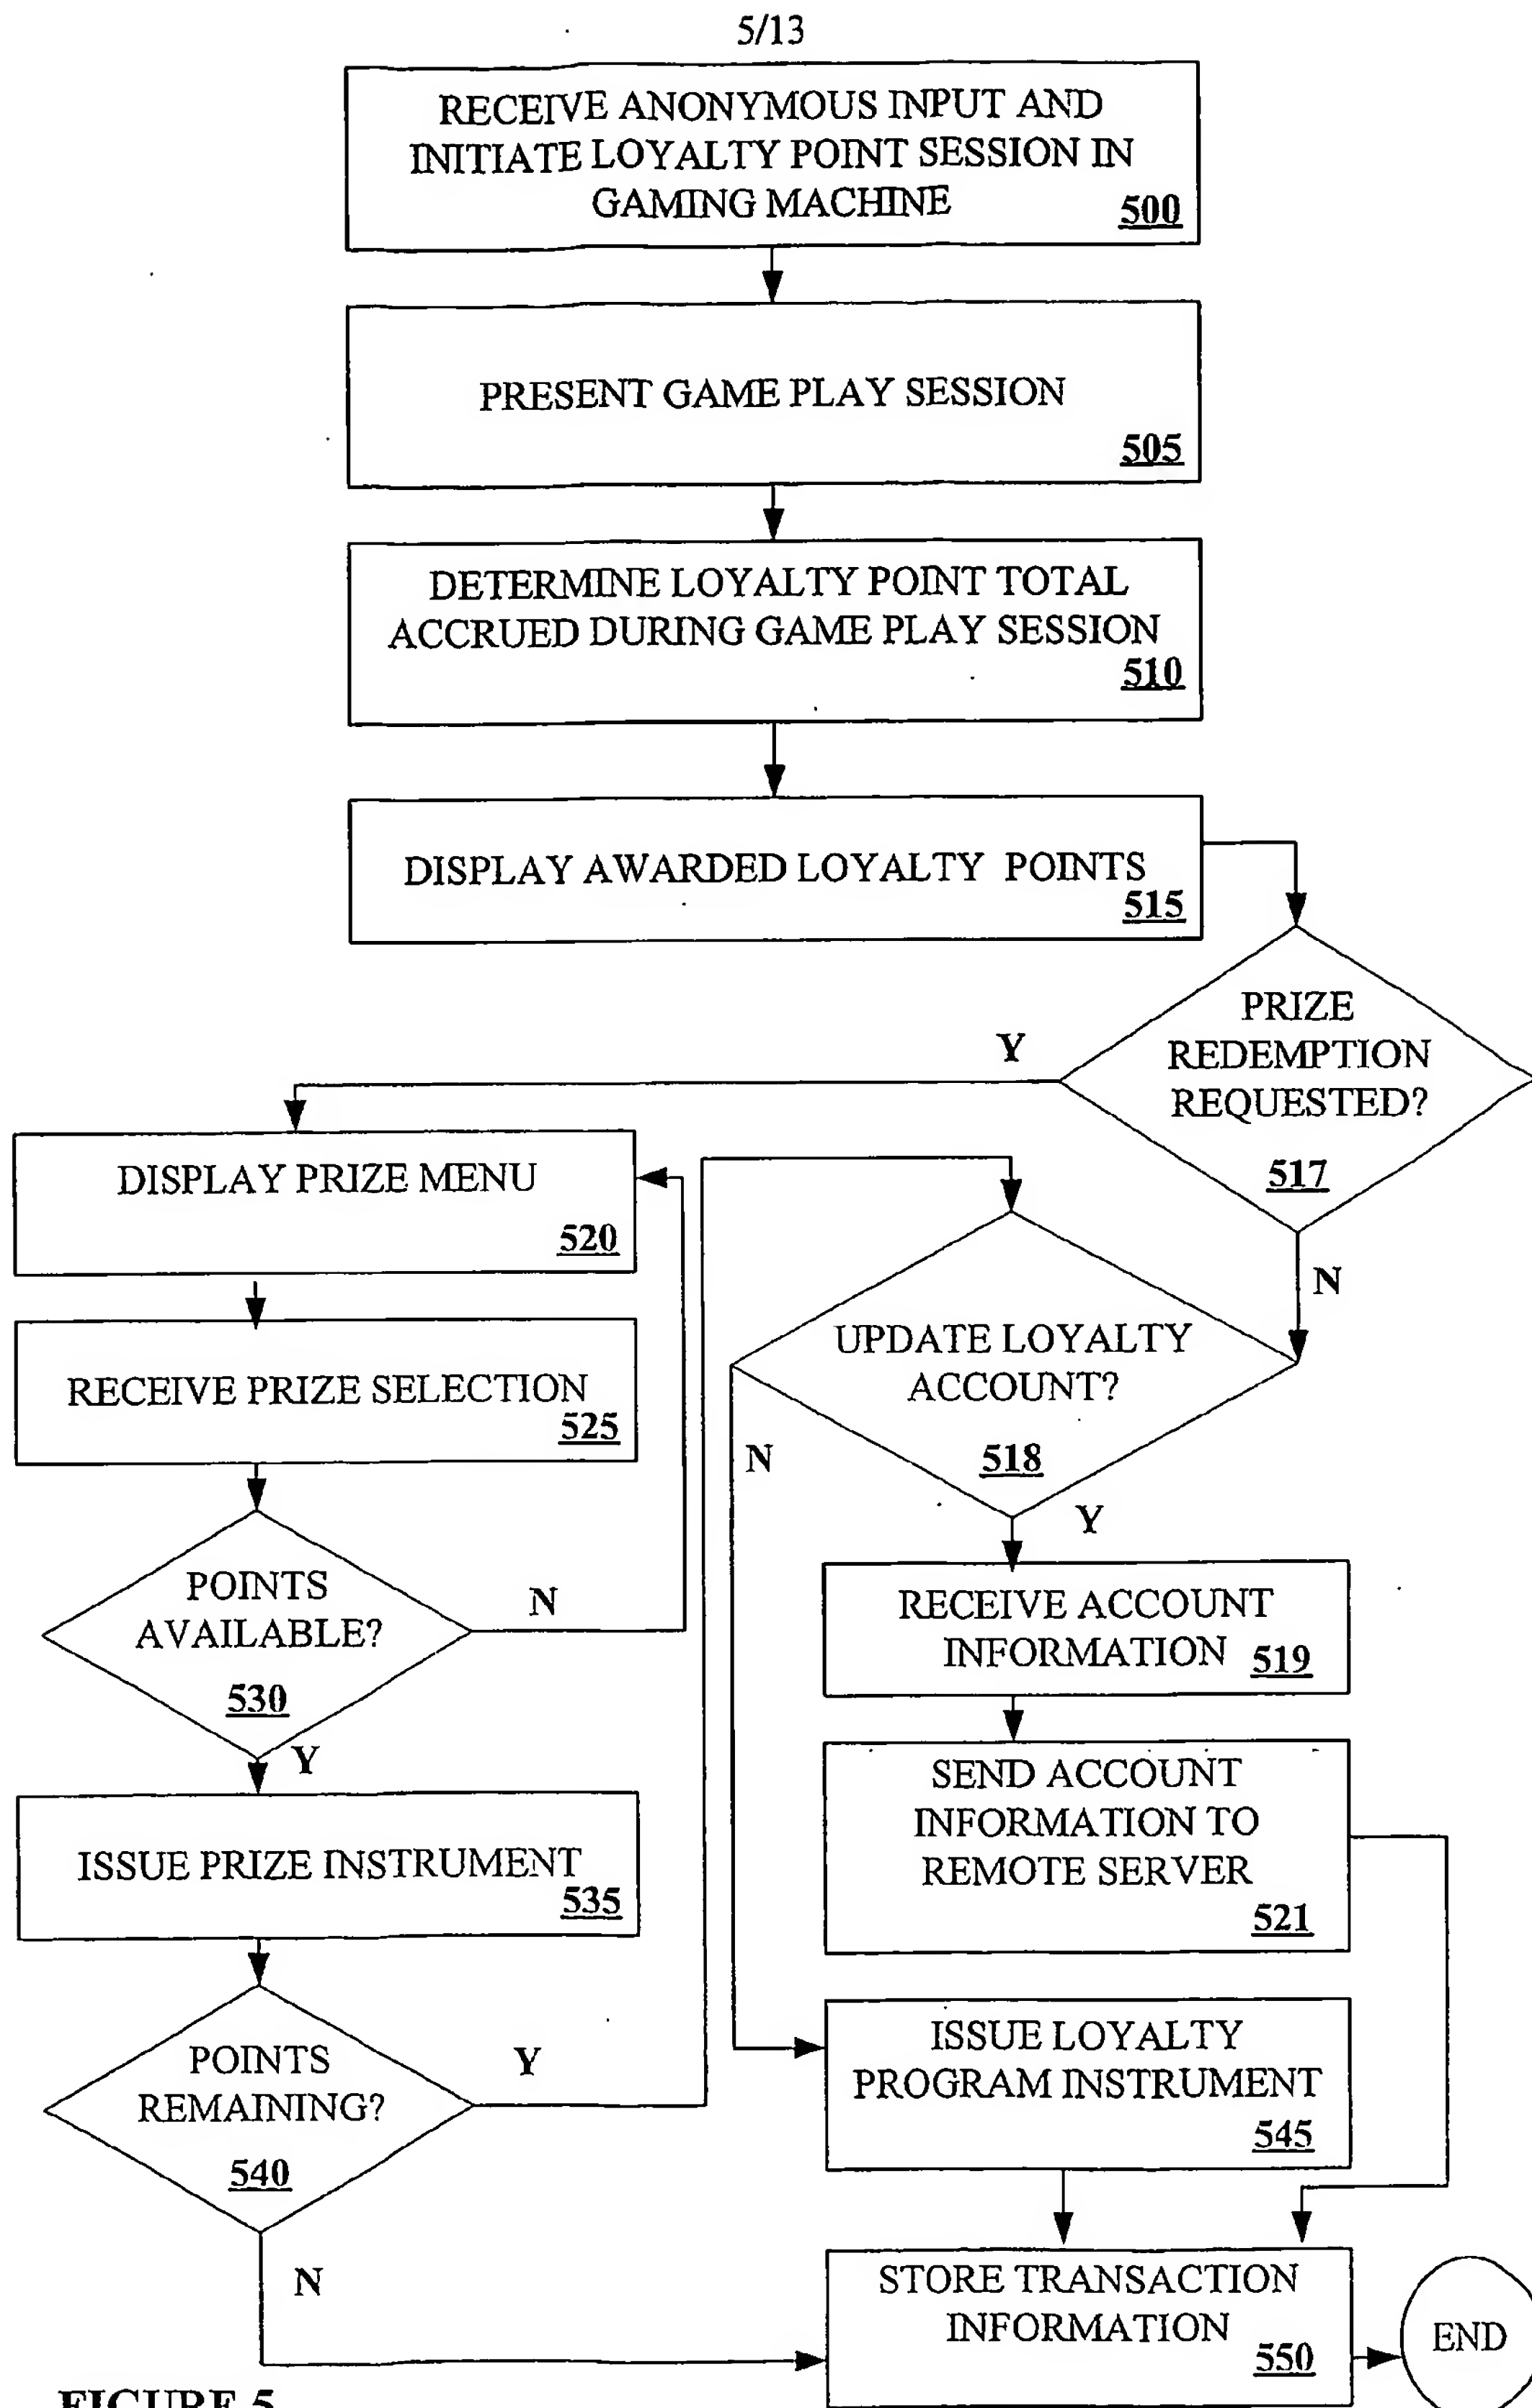 5/13
RECEIVE ANONYMOUS INPUT AND
INITIATE LOYALTY POINT SESSION IN
GAMING MACHINE
500
PRESENT GAME PLAY SESSION
505
DETERMINE LOYALTY POINT TOTAL
ACCRUED DURING GAME PLAY SESSION
510
DISPLAY AWARDED LOYALTY POINTS
515
PRIZE
REDEMPTION
REQUESTED?
517
Y
N
DISPLAY PRIZE MENU
520
RECEIVE PRIZE SELECTION
525
POINTS
AVAILABLE?
530
N
Y
ISSUE PRIZE INSTRUMENT
535
POINTS
REMAINING?
540
Y
N
UPDATE LOYALTY
ACCOUNT?
518
N
Y
RECEIVE ACCOUNT
INFORMATION 519
SEND ACCOUNT
INFORMATION TO
REMOTE SERVER
521
ISSUE LOYALTY
PROGRAM INSTRUMENT
545
STORE TRANSACTION
INFORMATION
550
END
FIGURE 5